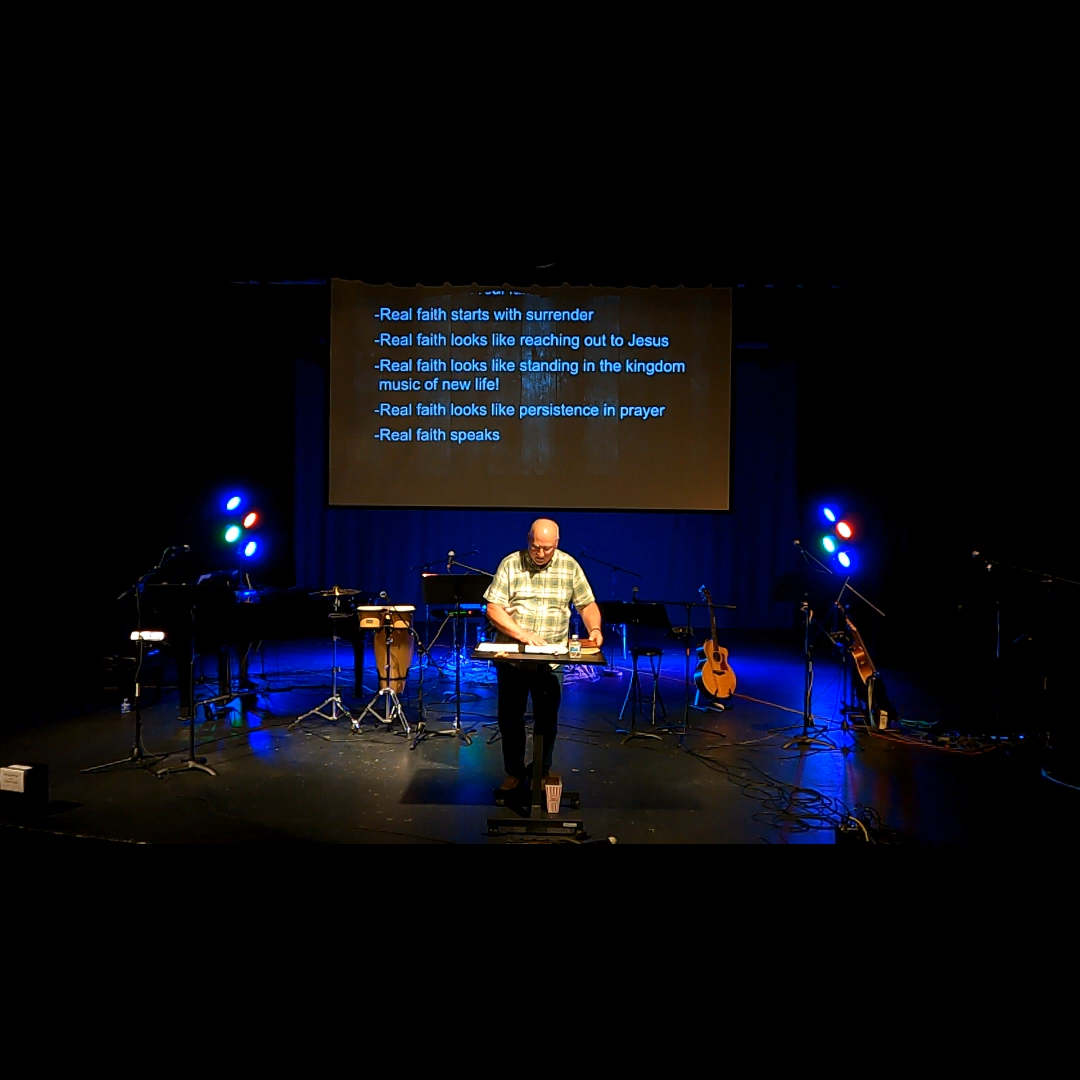 -Real faith starts with surrender
-Real faith looks like reaching out to Jesus
-Real faith looks like standing in the kingdom
music of new life!
-Real faith looks like persistence in prayer
-Real faith speaks